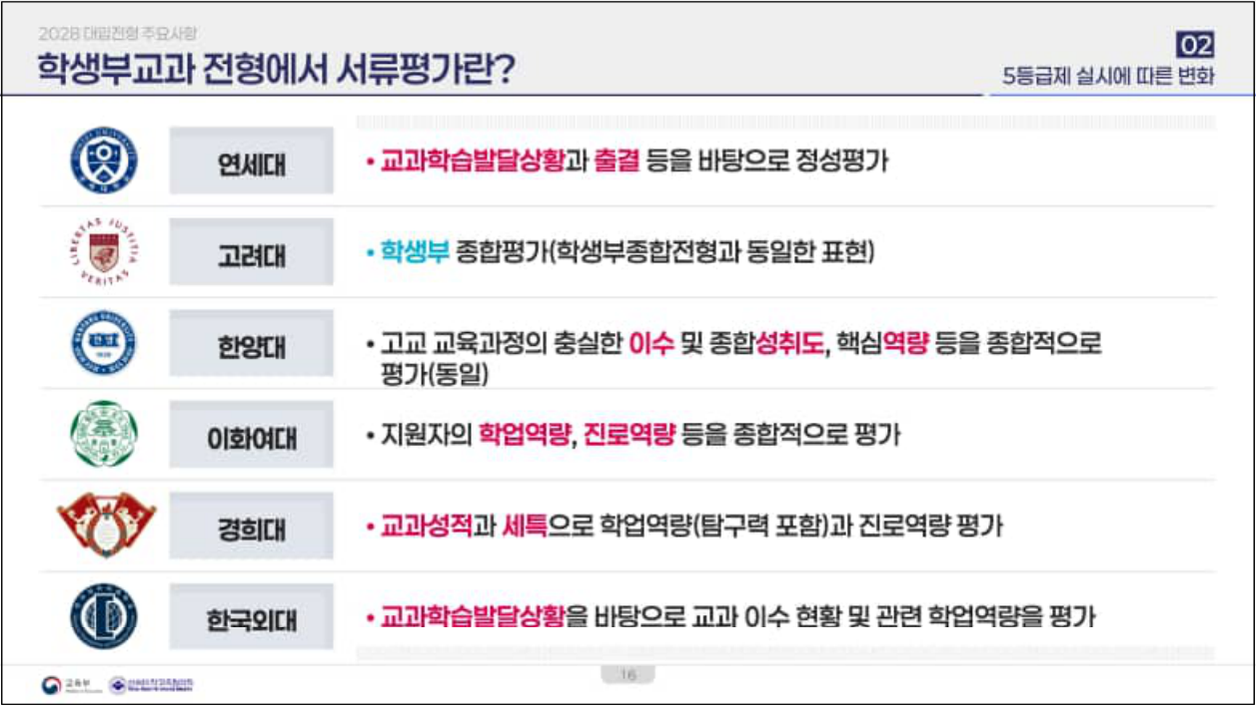 2028 대입전형 주요사항
학생부교과 전형에서 서류평가란?
02
5등급제 실시에 따른 변화
연세대
• 교과학습발달상황과 출결 등을 바탕으로 정성평가
LIBERTAS JUSTITIA VERITAS
고려대
• 학생부 종합평가(학생부종합전형과 동일한 표현)
한양대
• 고교 교육과정의 충실한 이수 및 종합성취도, 핵심역량 등을 종합적으로
평가(동일)
이화여대
• 지원자의 학업역량, 진로역량 등을 종합적으로 평가
경희대
• 교과성적과 세특으로 학업역량(탐구력 포함)과 진로역량 평가
한국외대
• 교과학습발달상황을 바탕으로 교과 이수 현황 및 관련 학업역량을 평가
16
교육부